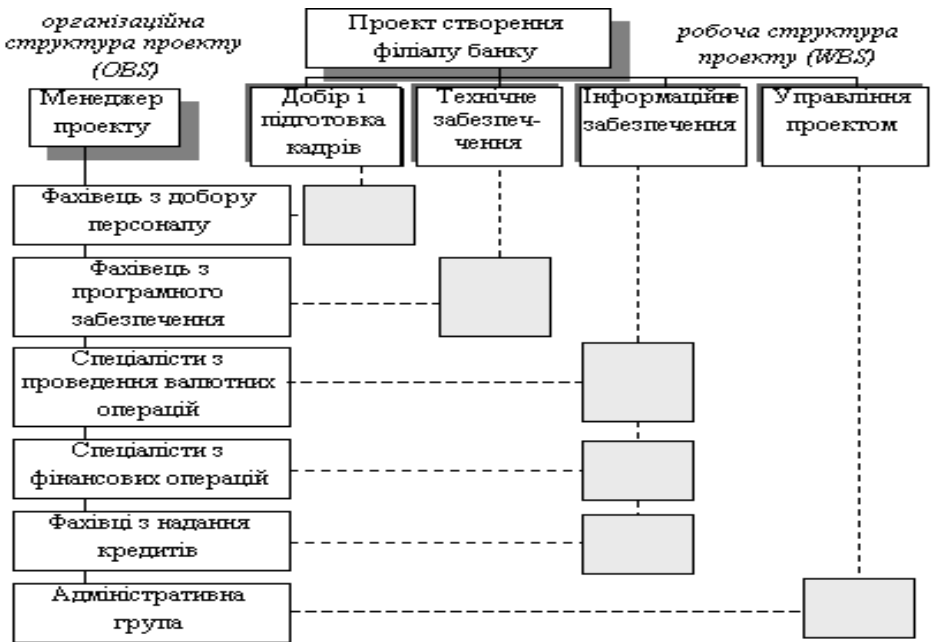 організаційна
структура проекту
(OBS)
Проект створення
філіалу банку
робоча структура
проекту (WBS)
Менеджер
проекту
Добір і
підготовка
кадрів
Технічне
забезпеч-
чення
Інформаційне
забезпечення
Управління
проектом
Фахівець з добору
персоналу
Фахівець з
програмного
забезпечення
Спеціалісти з
проведення валютних
операцій
Спеціалісти з
фінансових операцій
Фахівці з надання
кредитів
Адміністративна
група